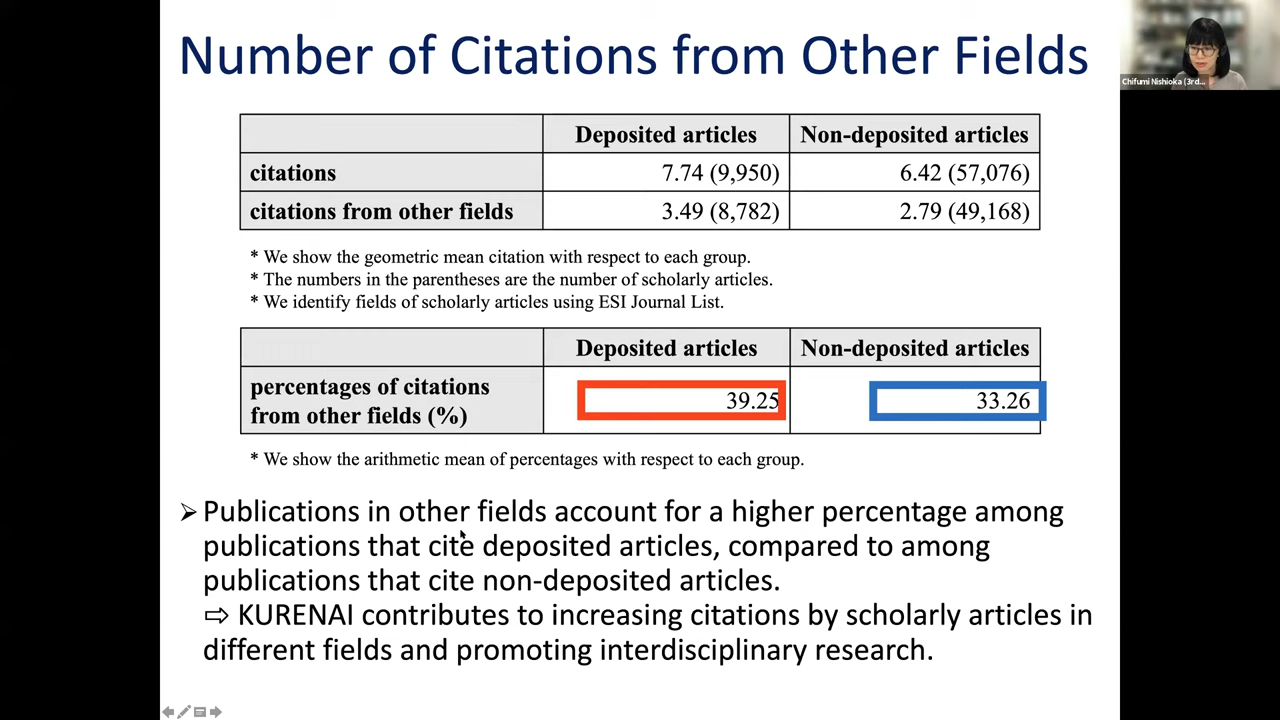 Number of Citations from Other Fields
Chifumi Nishioka (3rd...
Deposited articles Non-deposited articles
citations 7.74 (9,950) 6.42 (57,076)
citations from other fields 3.49 (8,782) 2.79 (49,168)
* We show the geometric mean citation with respect to each group.
* The numbers in the parentheses are the number of scholarly articles.
* We identify fields of scholarly articles using ESI Journal List.
Deposited articles Non-deposited articles
percentages of citations
from other fields (%) 39.25 33.26
* We show the arithmetic mean of percentages with respect to each group.
➢ Publications in other fields account for a higher percentage among
publications that cite deposited articles, compared to among
publications that cite non-deposited articles.
⇨ KURENAI contributes to increasing citations by scholarly articles in
different fields and promoting interdisciplinary research.